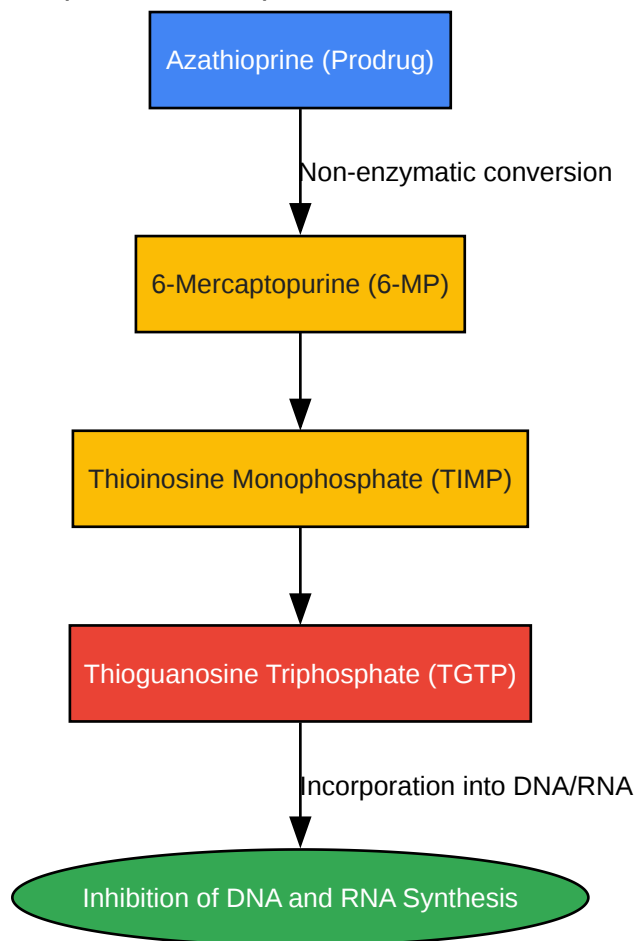 Azathioprine (Prodrug)
Non-enzymatic conversion
6-Mercaptopurine (6-MP)
Thioinosine Monophosphate (TIMP)
Thioguanosine Triphosphate (TGTP)
Incorporation into DNA/RNA
Inhibition of DNA and RNA Synthesis